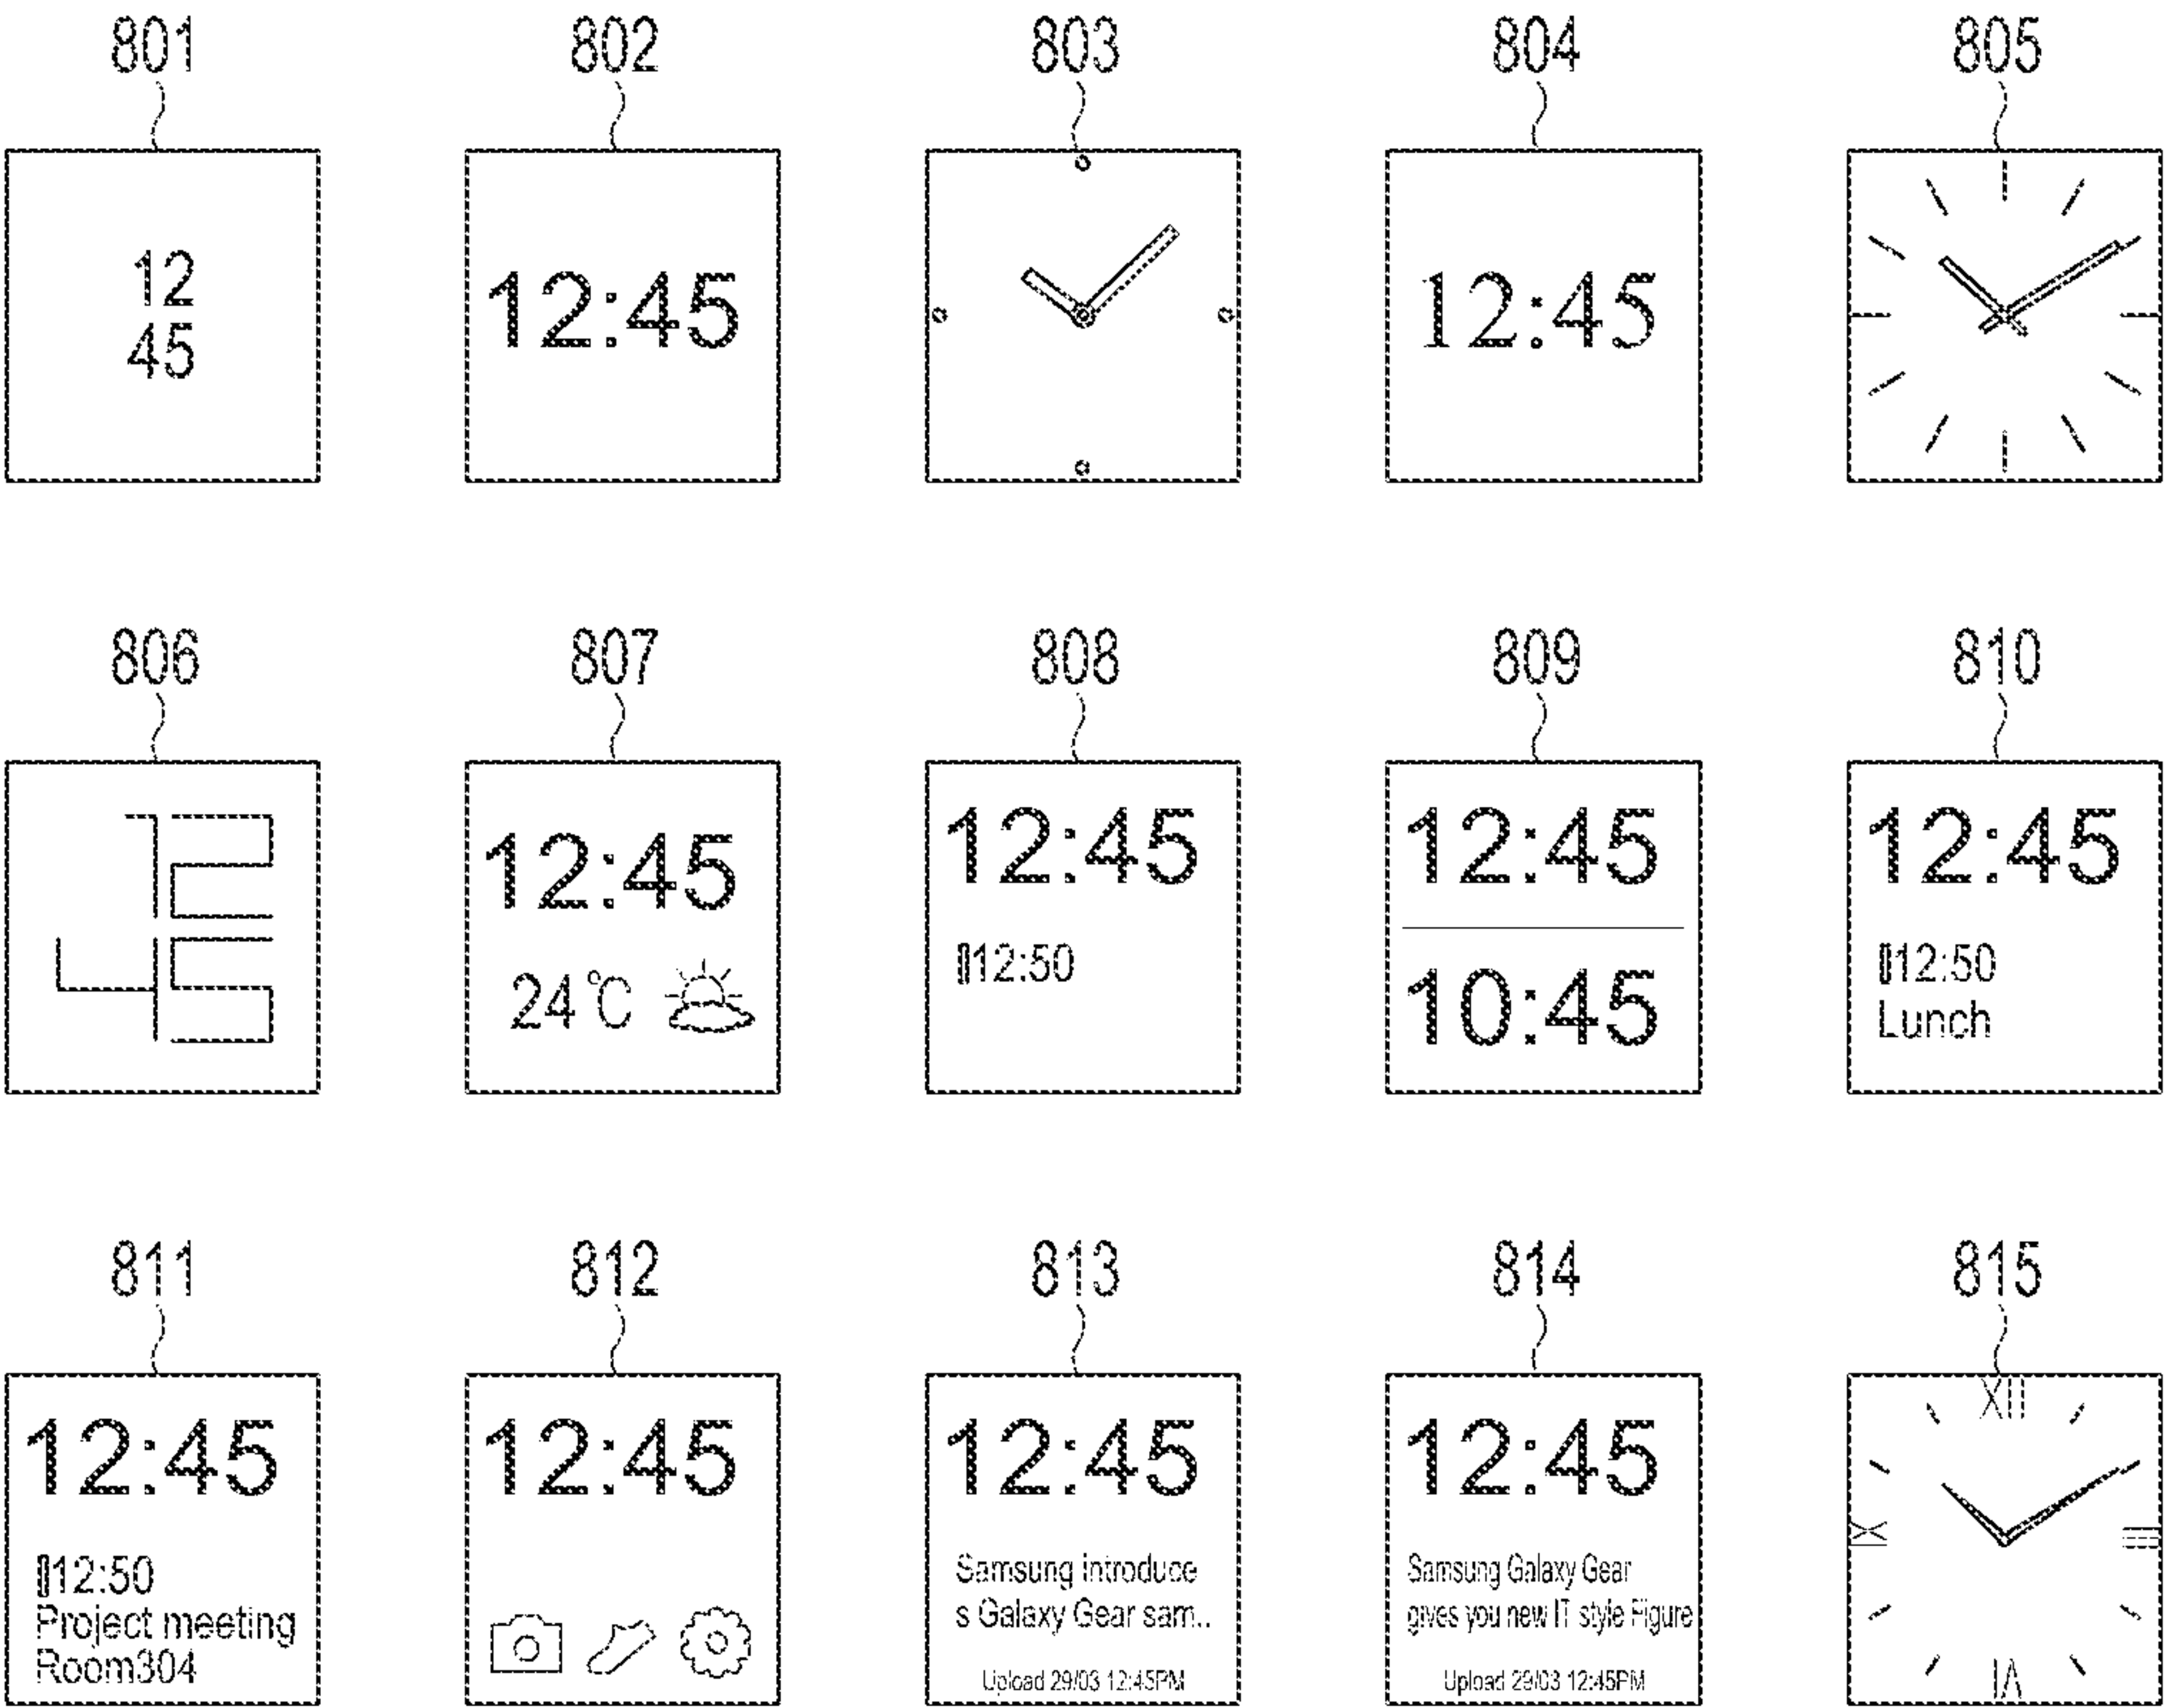 801
12
45
802
12:45
803
804
12:45
805
806
12
45
807
12:45
24°C
808
12:45
12:50
809
12:45
10:45
810
12:45
12:50
Lunch
811
12:45
12:50
Project meeting
Room304
812
12:45
813
12:45
Samsung introduce
s Galaxy Gear sam..
Upload 29/03 12:45PM
814
12:45
Samsung Galaxy Gear
gives you new IT style Figure
Upload 29/03 12:45PM
815
XII
IX
III
VI